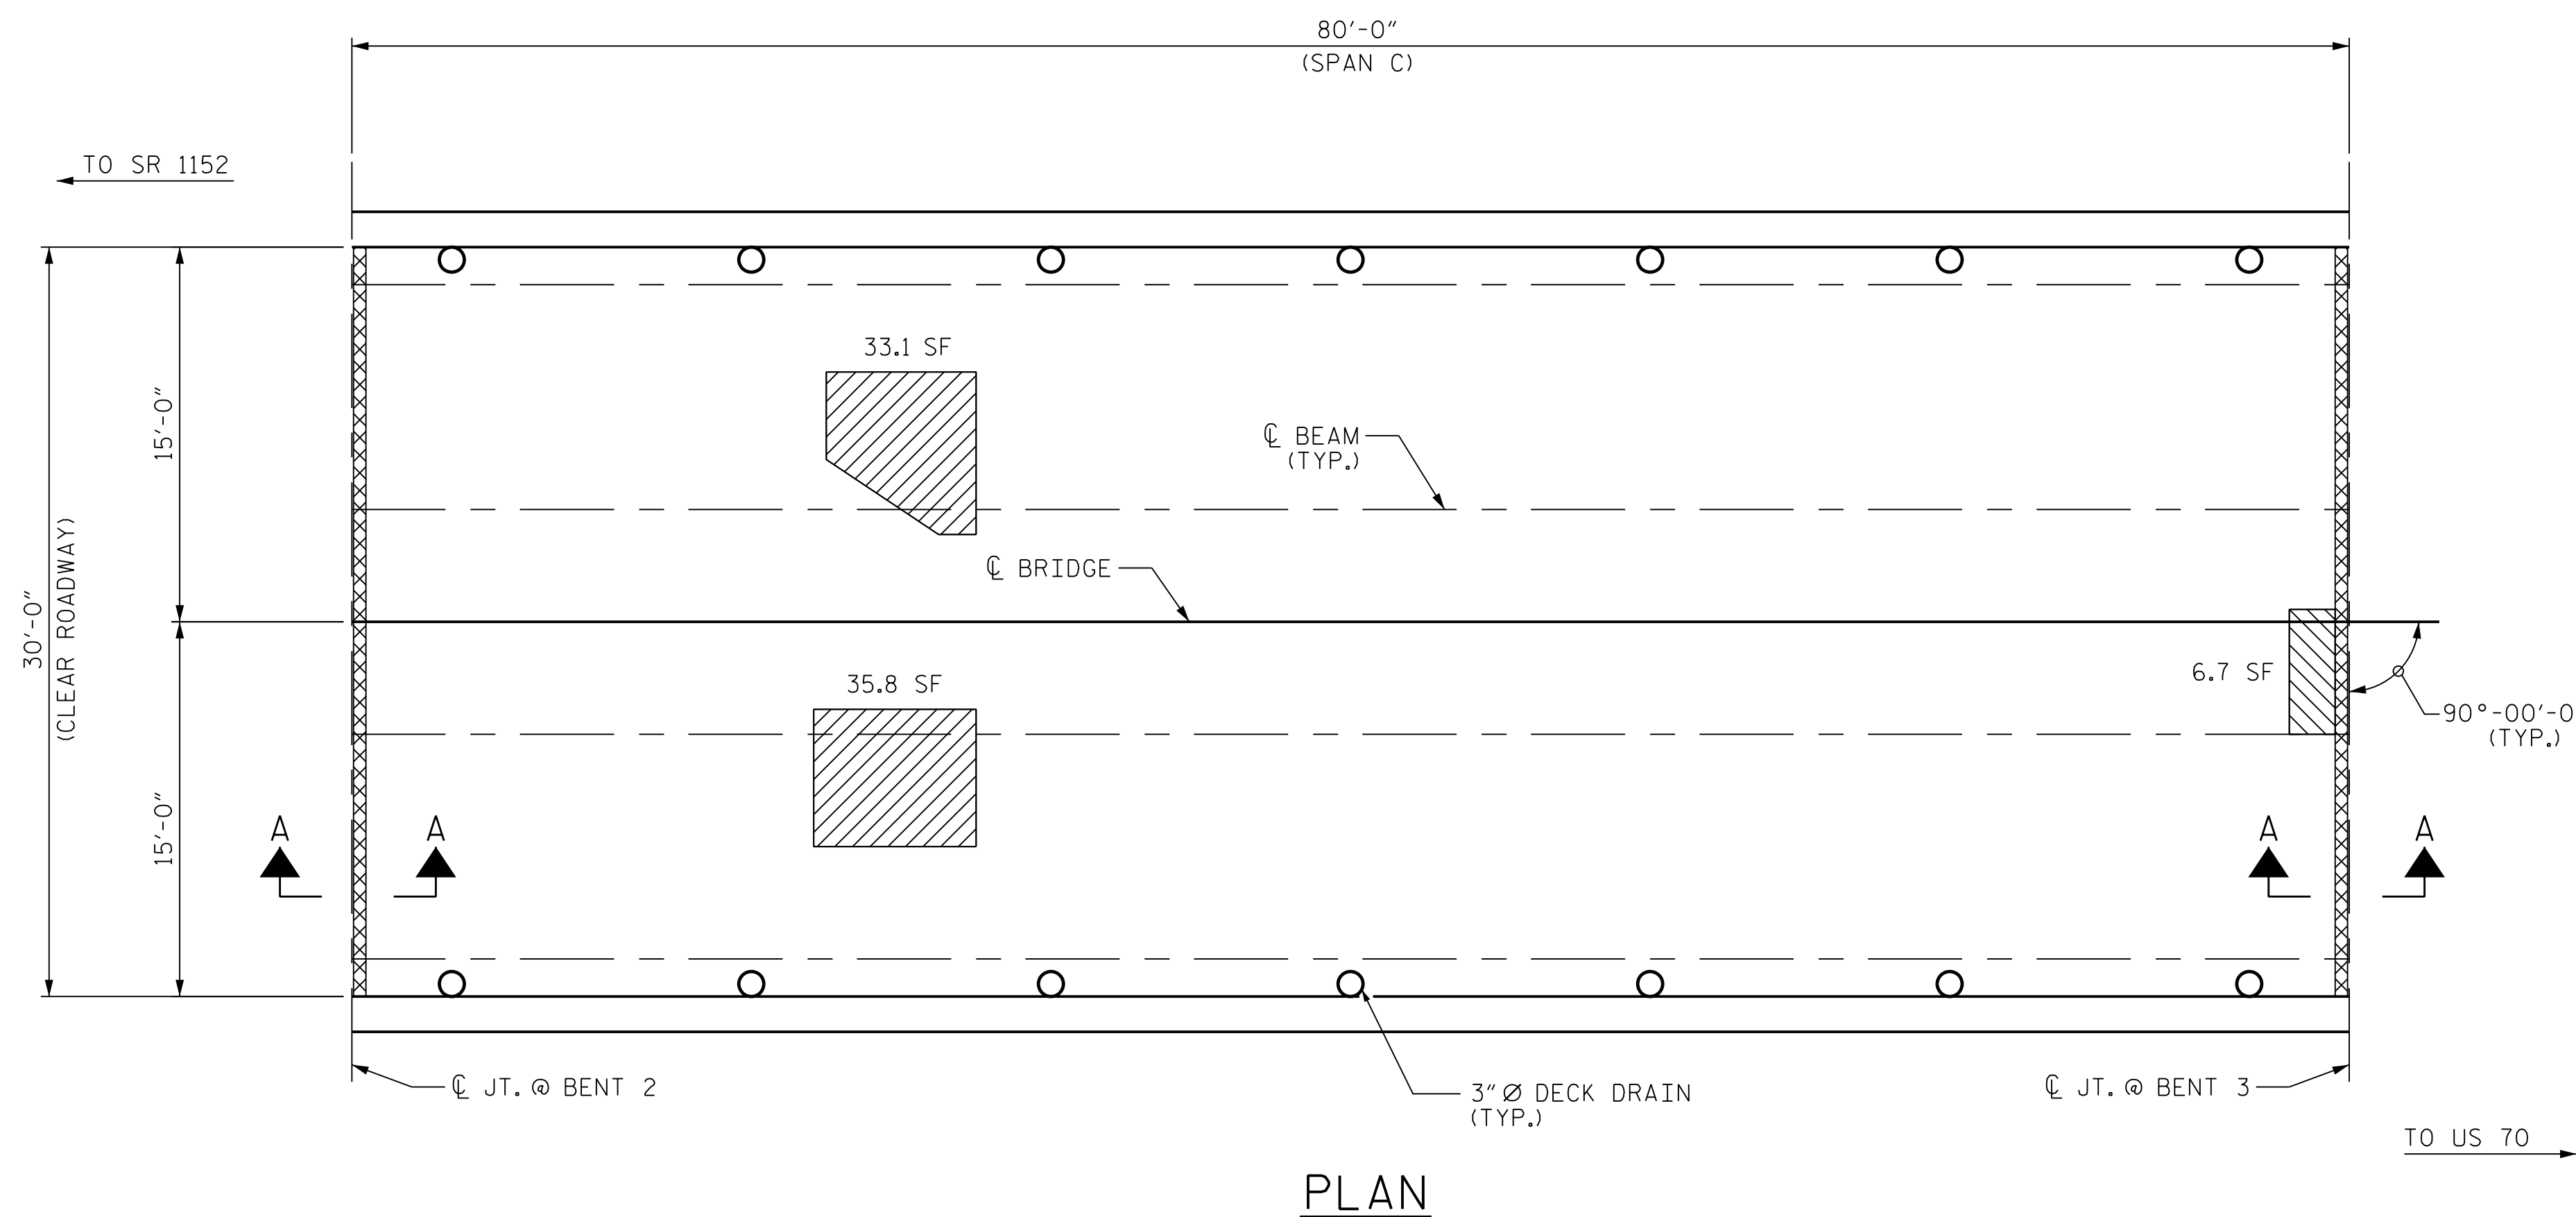 80'-0"
(SPAN C)
TO SR 1152
33.1 SF
15'-0"
℄ BEAM
(TYP.)
℄ BRIDGE
30'-0"
(CLEAR ROADWAY)
35.8 SF
6.7 SF
90°-00'-0
(TYP.)
15'-0"
A
A
A
A
℄ JT. @ BENT 2
3"Ø DECK DRAIN
(TYP.)
℄ JT. @ BENT 3
TO US 70
PLAN